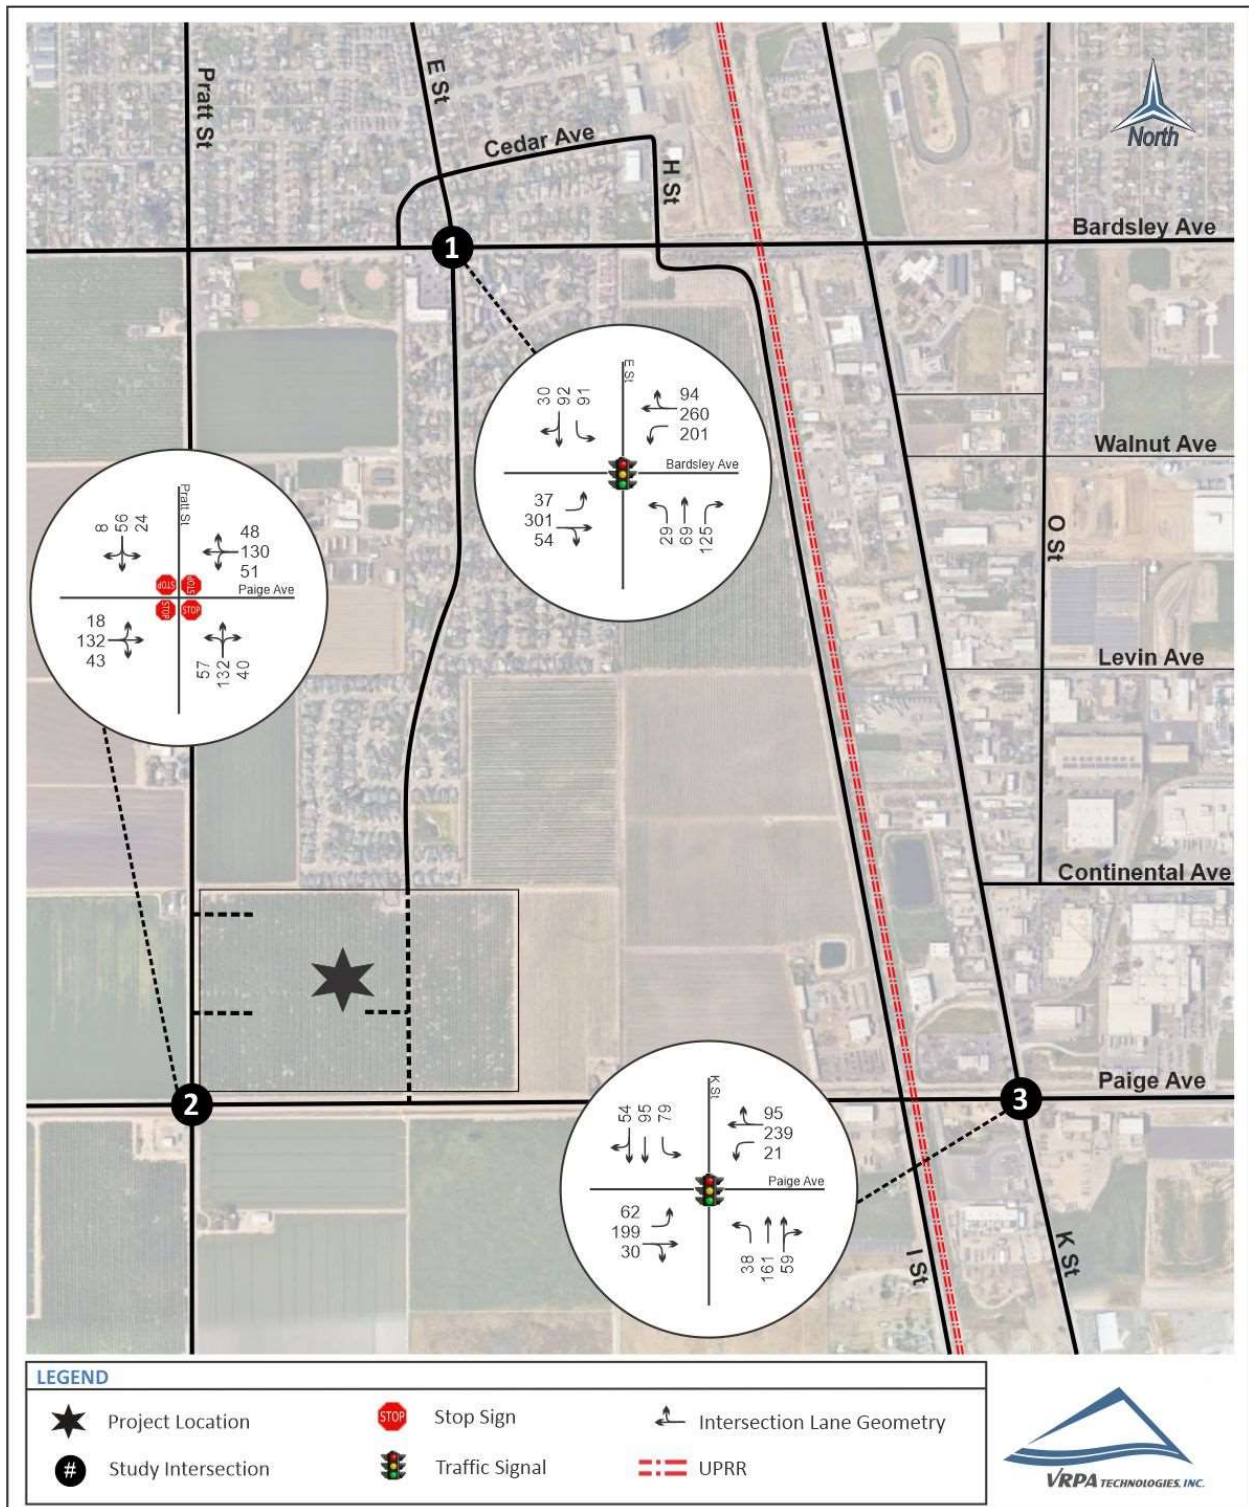 Pratt St
E St
Cedar Ave
H St
North
Bardsley Ave
1
E St
30 92 91
94
260
201
Bardsley Ave
37
301
54
29 69 125
Walnut Ave
O St
Pratt St
8 56 24
48
130
51
STOP STOP
Paige Ave
STOP STOP
18
132
43
57 132 40
Levin Ave
Continental Ave
Paige Ave
2
3
K St
54 95 79
95
239
21
Paige Ave
62
199
30
38 161 59
I St
K St
LEGEND
Project Location
STOP Stop Sign
Intersection Lane Geometry
# Study Intersection
Traffic Signal
UPRR
VRPA TECHNOLOGIES, INC.